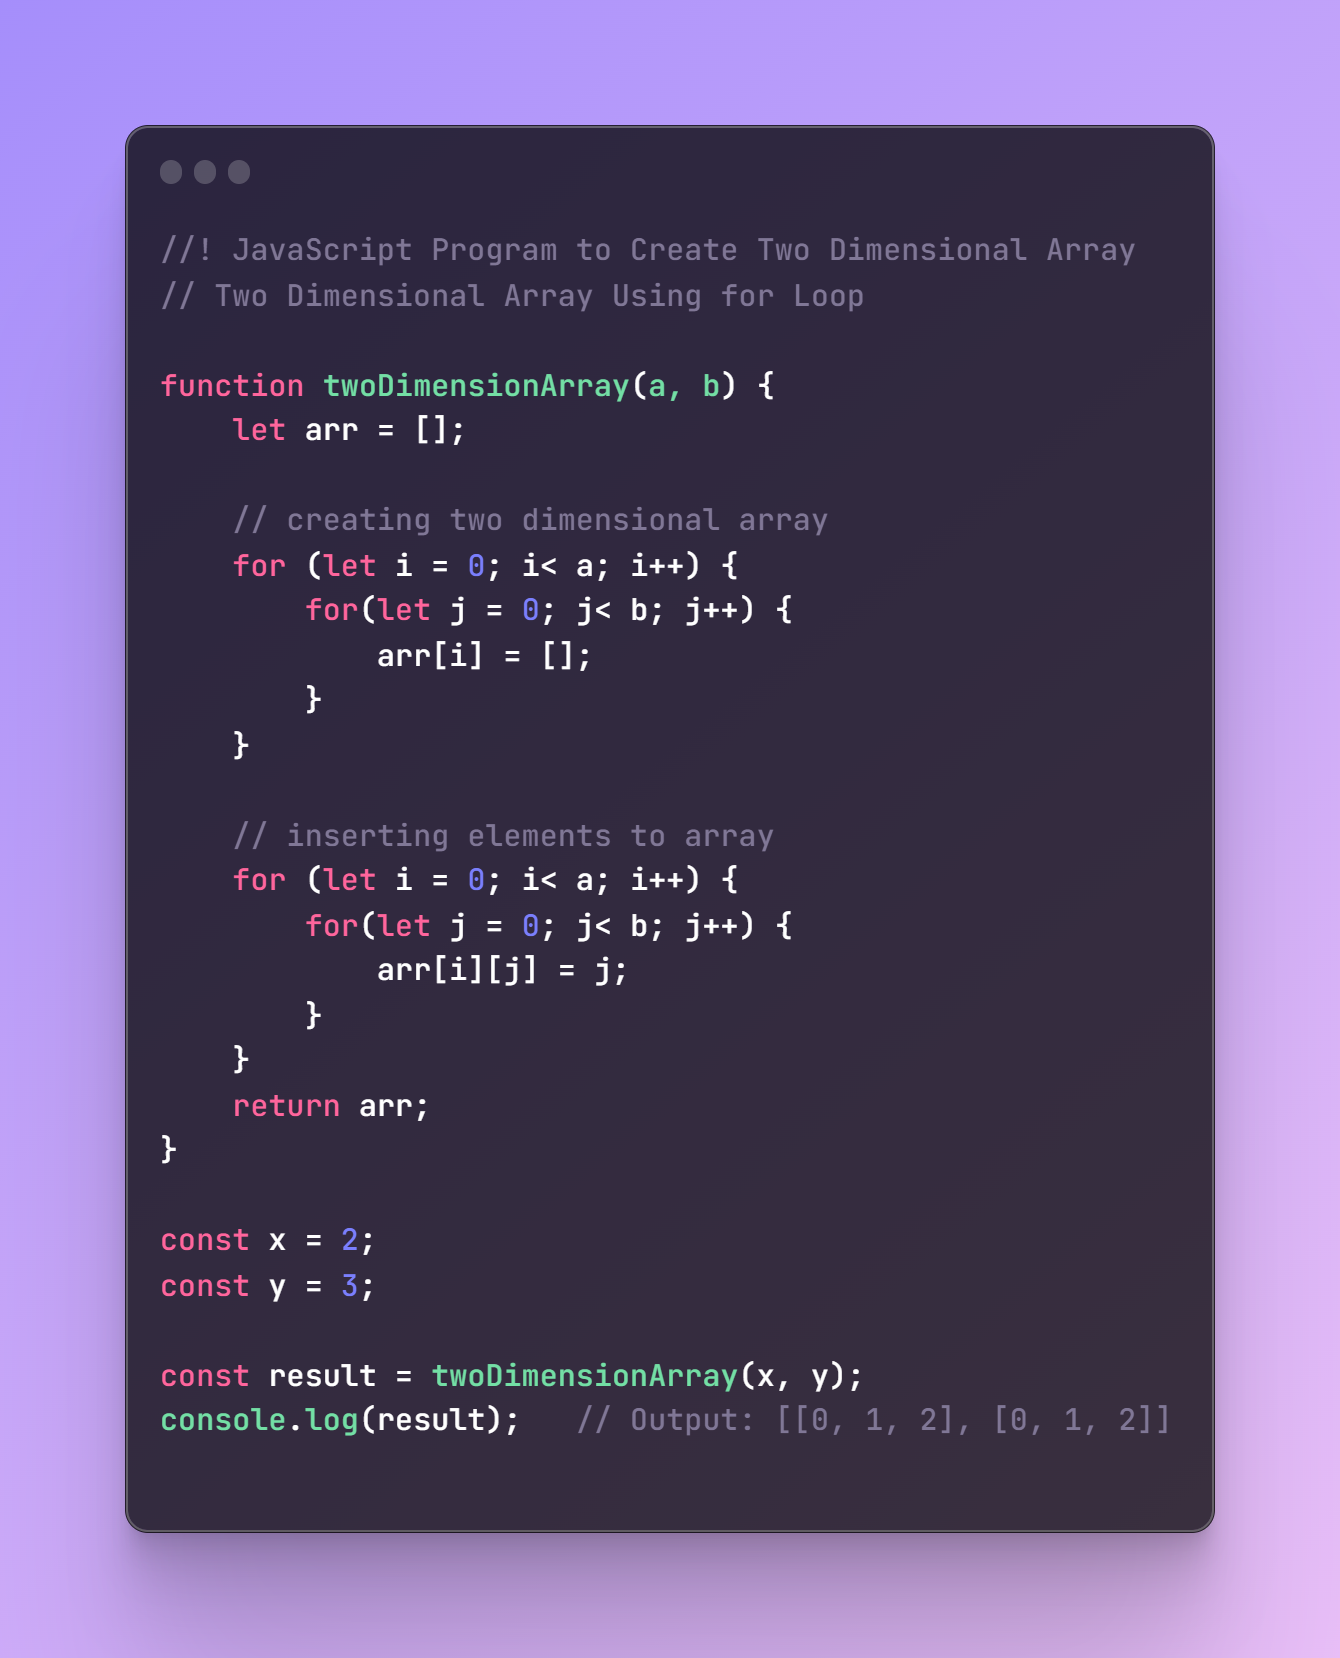 //! JavaScript Program to Create Two Dimensional Array
// Two Dimensional Array Using for Loop

function twoDimensionArray(a, b) {
    let arr = [];

    // creating two dimensional array
    for (let i = 0; i< a; i++) {
        for(let j = 0; j< b; j++) {
            arr[i] = [];
        }
    }

    // inserting elements to array
    for (let i = 0; i< a; i++) {
        for(let j = 0; j< b; j++) {
            arr[i][j] = j;
        }
    }
    return arr;
}

const x = 2;
const y = 3;

const result = twoDimensionArray(x, y);
console.log(result);   // Output: [[0, 1, 2], [0, 1, 2]]